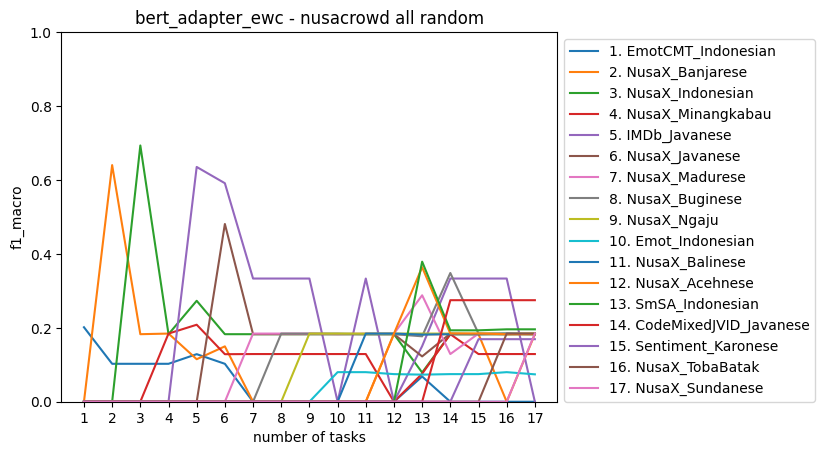 bert_adapter_ewc - nusacrowd all random
1.0
0.8
0.6
0.4
0.2
0.0
f1_macro
1 2 3 4 5 6 7 8 9 10 11 12 13 14 15 16 17
number of tasks
1. EmotCMT_Indonesian
2. NusaX_Banjarese
3. NusaX_Indonesian
4. NusaX_Minangkabau
5. IMDb_Javanese
6. NusaX_Javanese
7. NusaX_Madurese
8. NusaX_Buginese
9. NusaX_Ngaju
10. Emot_Indonesian
11. NusaX_Balinese
12. NusaX_Acehnese
13. SmSA_Indonesian
14. CodeMixedJVID_Javanese
15. Sentiment_Karonese
16. NusaX_TobaBatak
17. NusaX_Sundanese